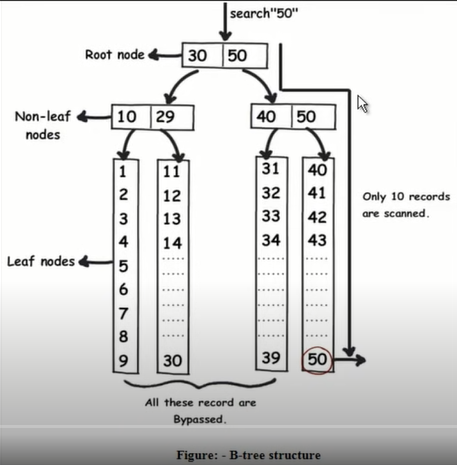 search"50"
Root node
30 50
Non-leaf
nodes
10 29
40 50
1 11 31 40
2 12 32 41
3 13 33 42
4 14 34 43
Only 10 records
are scanned.
Leaf nodes
5
6
7
8
9 30 39 50
All these record are
Bypassed.
Figure: - B-tree structure